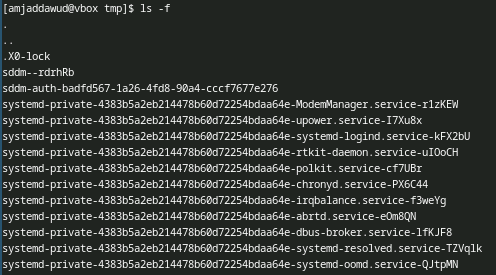 [amjaddawud@vbox tmp]$ ls -f
.
..
.X0-lock
sddm--rdrhRb
sddm-auth-badfd567-1a26-4fd8-90a4-cccf7677e276
systemd-private-4383b5a2eb214478b60d72254bdaa64e-ModemManager.service-r1zKEW
systemd-private-4383b5a2eb214478b60d72254bdaa64e-upower.service-I7Xu8x
systemd-private-4383b5a2eb214478b60d72254bdaa64e-systemd-logind.service-kFX2bU
systemd-private-4383b5a2eb214478b60d72254bdaa64e-rtkit-daemon.service-uIOoCH
systemd-private-4383b5a2eb214478b60d72254bdaa64e-polkit.service-cf7UBr
systemd-private-4383b5a2eb214478b60d72254bdaa64e-chronyd.service-PX6C44
systemd-private-4383b5a2eb214478b60d72254bdaa64e-irqbalance.service-f3weYg
systemd-private-4383b5a2eb214478b60d72254bdaa64e-abrtd.service-eOm8QN
systemd-private-4383b5a2eb214478b60d72254bdaa64e-dbus-broker.service-lfKJF8
systemd-private-4383b5a2eb214478b60d72254bdaa64e-systemd-resolved.service-TZVqlk
systemd-private-4383b5a2eb214478b60d72254bdaa64e-systemd-oomd.service-QJtpMN